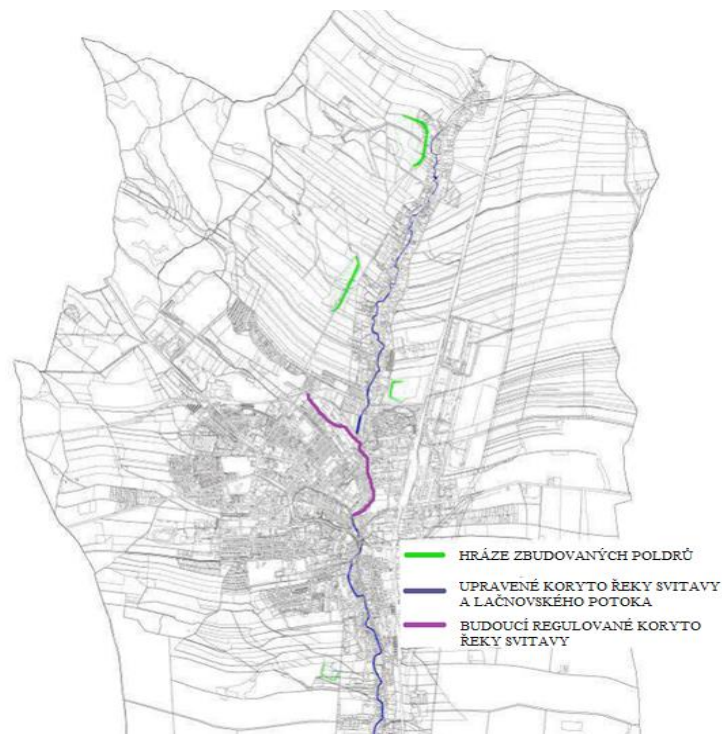 HRÁZE ZBUDOVANÝCH POLDRŮ
UPRAVENÉ KORYTO ŘEKY SVITAVY
A LAČNOVSKÉHO POTOKA
BUDOUCÍ REGULOVANÉ KORYTO
ŘEKY SVITAVY